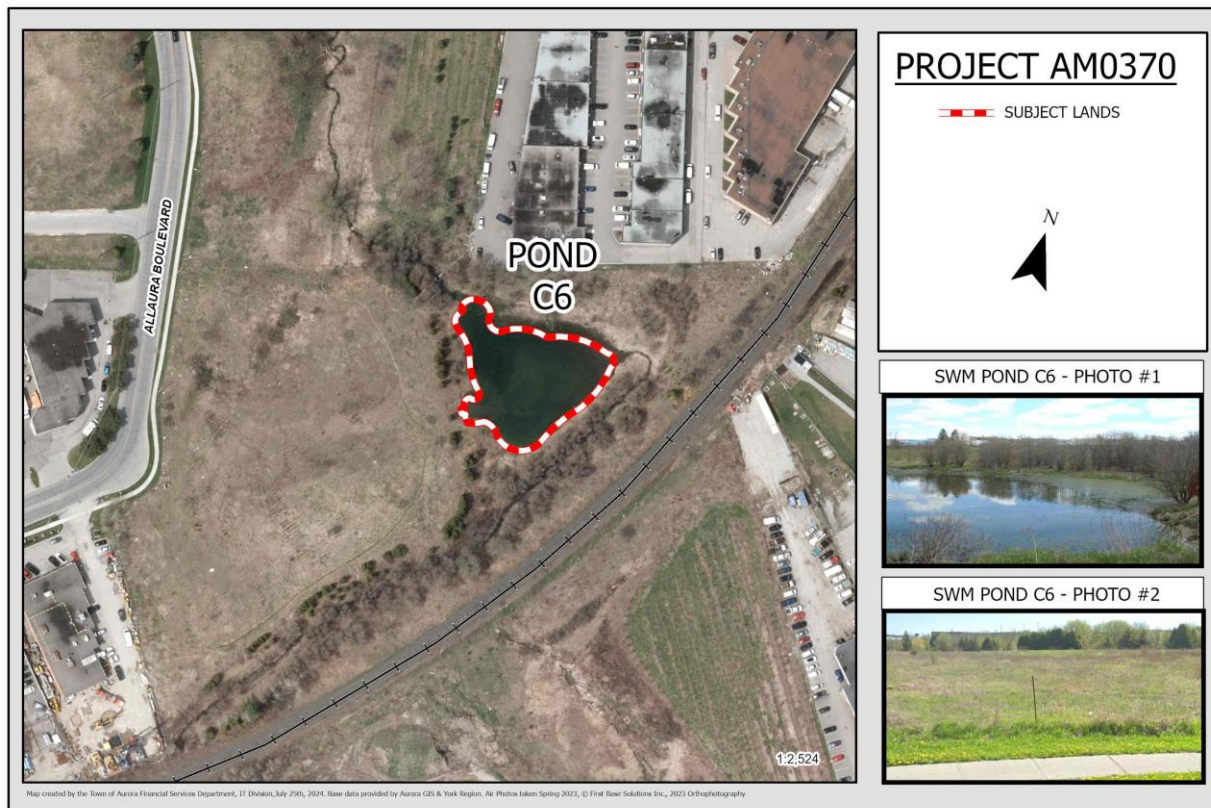 PROJECT AM0370
SUBJECT LANDS
N
POND
C6
ALLAURA BOULEVARD
SWM POND C6 - PHOTO #1
SWM POND C6 - PHOTO #2
1:2,524
Map created by the Town of Aurora Financial Services Department, IT Division,July 25th, 2024. Base data provided by Aurora GIS & York Region. Air Photos taken Spring 2023, © First Base Solutions Inc., 2023 Orthophotography